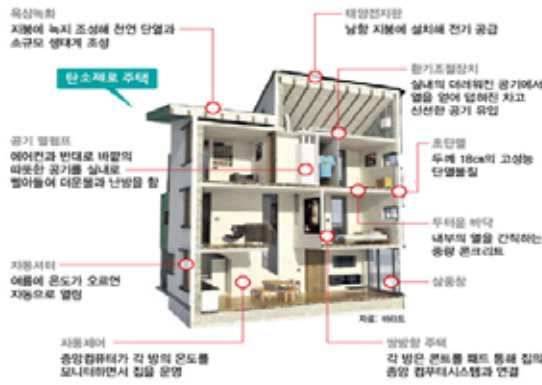 옥상녹화
지붕에 녹지 조성해 천연 단열과
소규모 생태계 조성
태양전지판
남향 지붕에 설치해 전기 공급
탄소제로 주택
환기조절장치
실내의 더러워진 공기에서
열을 얻어 덥혀진 차고
신선한 공기 유입
공기 열펌프
에어컨과 반대로 바깥의
따뜻한 공기를 실내로
빨아들여 더운물과 난방을 함
초단열
두께 18cm의 고성능
단열물질
두터운 바닥
내부의 열을 간직하는
중량 콘크리트
자동셔터
여름에 온도가 오르면
자동으로 열림
삼중창
자료: 바라트
자동제어
중앙컴퓨터가 각 방의 온도를
모니터하면서 집을 운영
쌍방향 주택
각 방은 콘트롤 패드 통해 집의
중앙 컴퓨터시스템과 연결